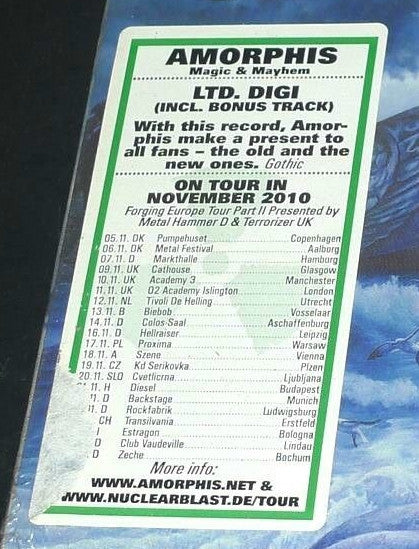 AMORPHIS
Magic & Mayhem
LTD. DIGI
(INCL. BONUS TRACK)
With this record, Amor-
phis make a present to
all fans – the old and the
new ones. Gothic
ON TOUR IN
NOVEMBER 2010
Forging Europe Tour Part II Presented by
Metal Hammer D & Terrorizer UK
05.11. DK Pumpehuset Copenhagen
06.11. DK Metal Festival Aalborg
07.11. D Markthalle Hamburg
09.11. UK Cathouse Glasgow
10.11. UK Academy 3 Manchester
11.11. UK O2 Academy Islington London
12.11. NL Tivoli De Helling Utrecht
13.11. B Biebob Vosselaar
14.11. D Colos-Saal Aschaffenburg
16.11. D Hellraiser Leipzig
17.11. PL Proxima Warsaw
18.11. A Szene Vienna
19.11. CZ Kd Serikovka Plzen
20.11. SLO Cvetlicrna Ljubljana
.11. H Diesel Budapest
11. D Backstage Munich
1. D Rockfabrik Ludwigsburg
CH Transilvania Erstfeld
I Estragon Bologna
D Club Vaudeville Lindau
D Zeche Bochum
More info:
WWW.AMORPHIS.NET &
WWW.NUCLEARBLAST.DE/TOUR